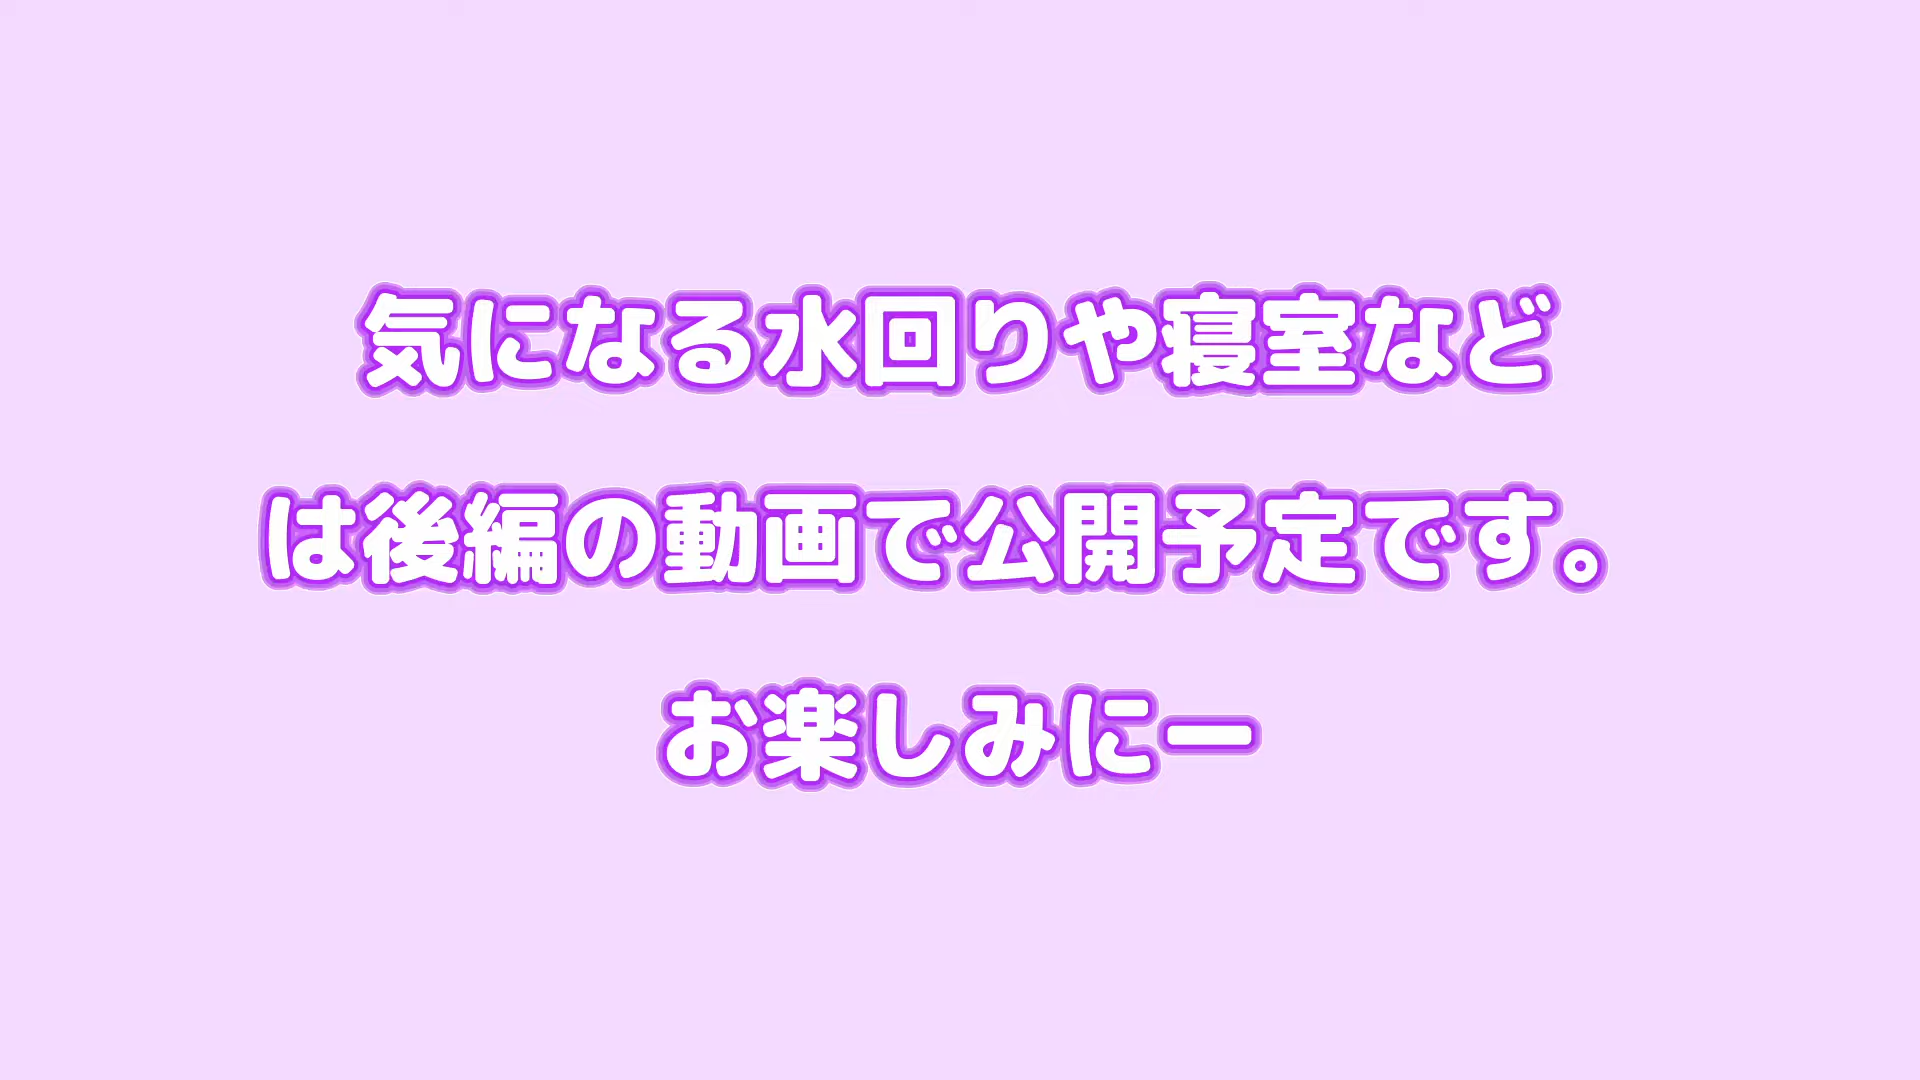 気になる水回りや寝室など
は後編の動画で公開予定です。
お楽しみにー